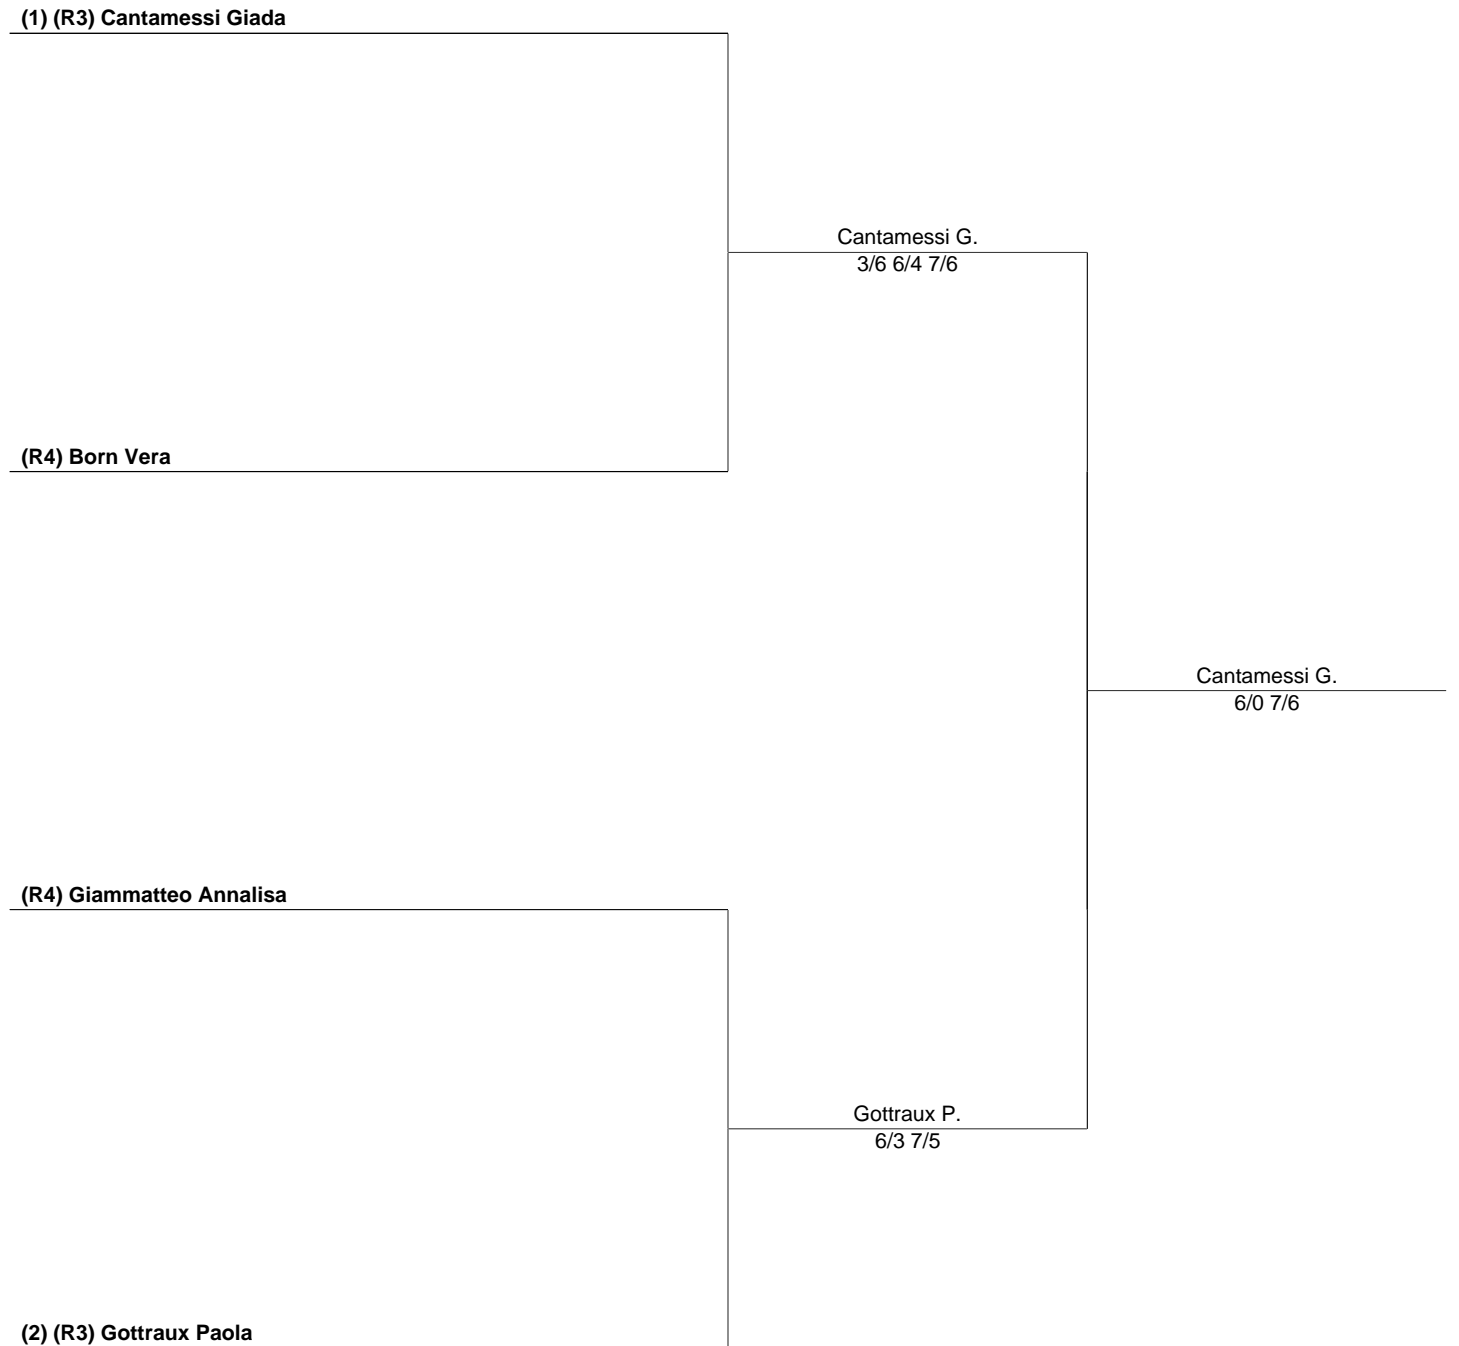 (1) (R3) Cantamessi Giada
Cantamessi G.
3/6 6/4 7/6
(R4) Born Vera
Cantamessi G.
6/0 7/6
(R4) Giammatteo Annalisa
Gottraux P.
6/3 7/5
(2) (R3) Gottraux Paola